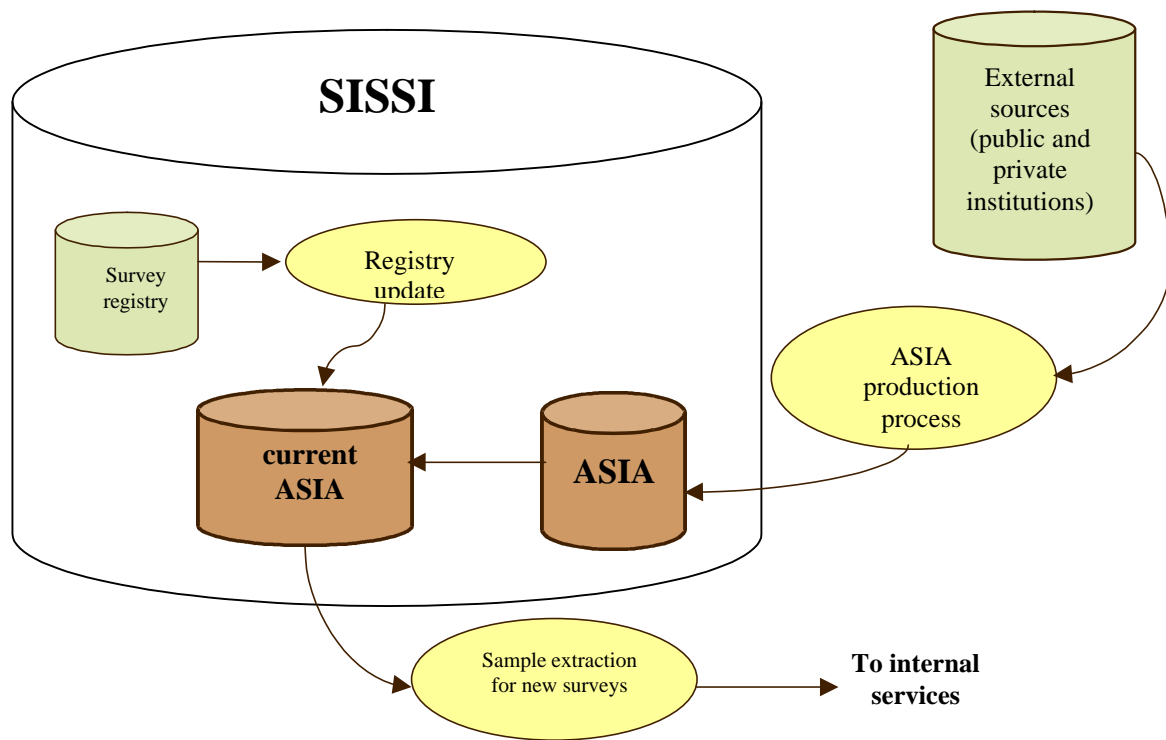 SISSI
External
sources
(public and
private
institutions)
Survey
registry
Registry
update
ASIA
production
process
current
ASIA
ASIA
Sample extraction
for new surveys
To internal
services